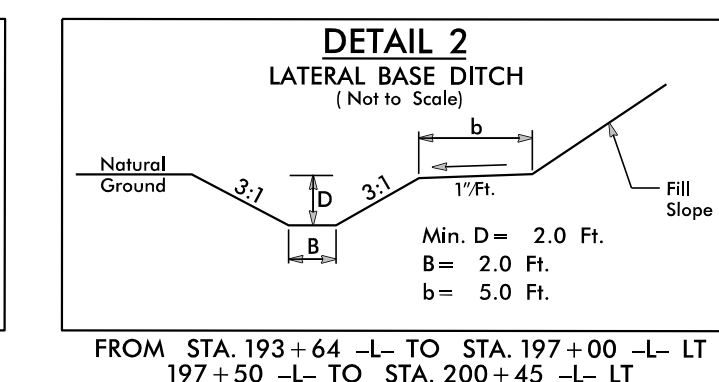 DETAIL 2
LATERAL BASE DITCH
( Not to Scale)
b
Natural
Ground
3:1
D
3:1
1"/Ft.
Fill
Slope
B
Min. D = 2.0 Ft.
B = 2.0 Ft.
b = 5.0 Ft.
FROM STA. 193+64 -L- TO STA. 197+00 -L- LT
197+50 -L- TO STA. 200+45 -L- LT